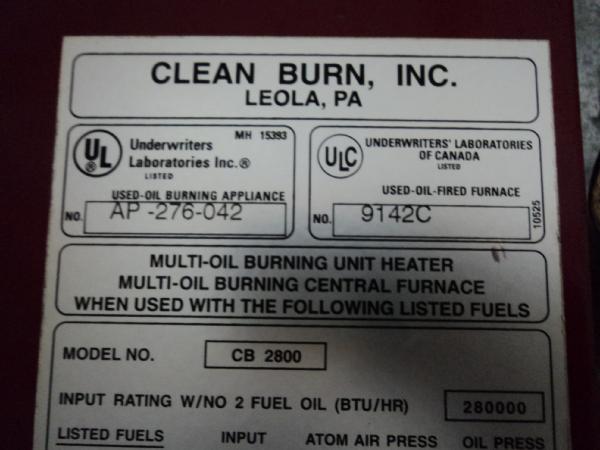 CLEAN BURN, INC.
LEOLA, PA
MH 15393
UL ®
Underwriters
Laboratories Inc.®
LISTED
USED-OIL BURNING APPLIANCE
NO. AP-276-042
ULC
UNDERWRITERS' LABORATORIES
OF CANADA
LISTED
USED-OIL-FIRED FURNACE
NO. 9142C
10525
MULTI-OIL BURNING UNIT HEATER
MULTI-OIL BURNING CENTRAL FURNACE
WHEN USED WITH THE FOLLOWING LISTED FUELS
MODEL NO. CB 2800
INPUT RATING W/NO 2 FUEL OIL (BTU/HR) 280000
LISTED FUELS INPUT ATOM AIR PRESS OIL PRESS